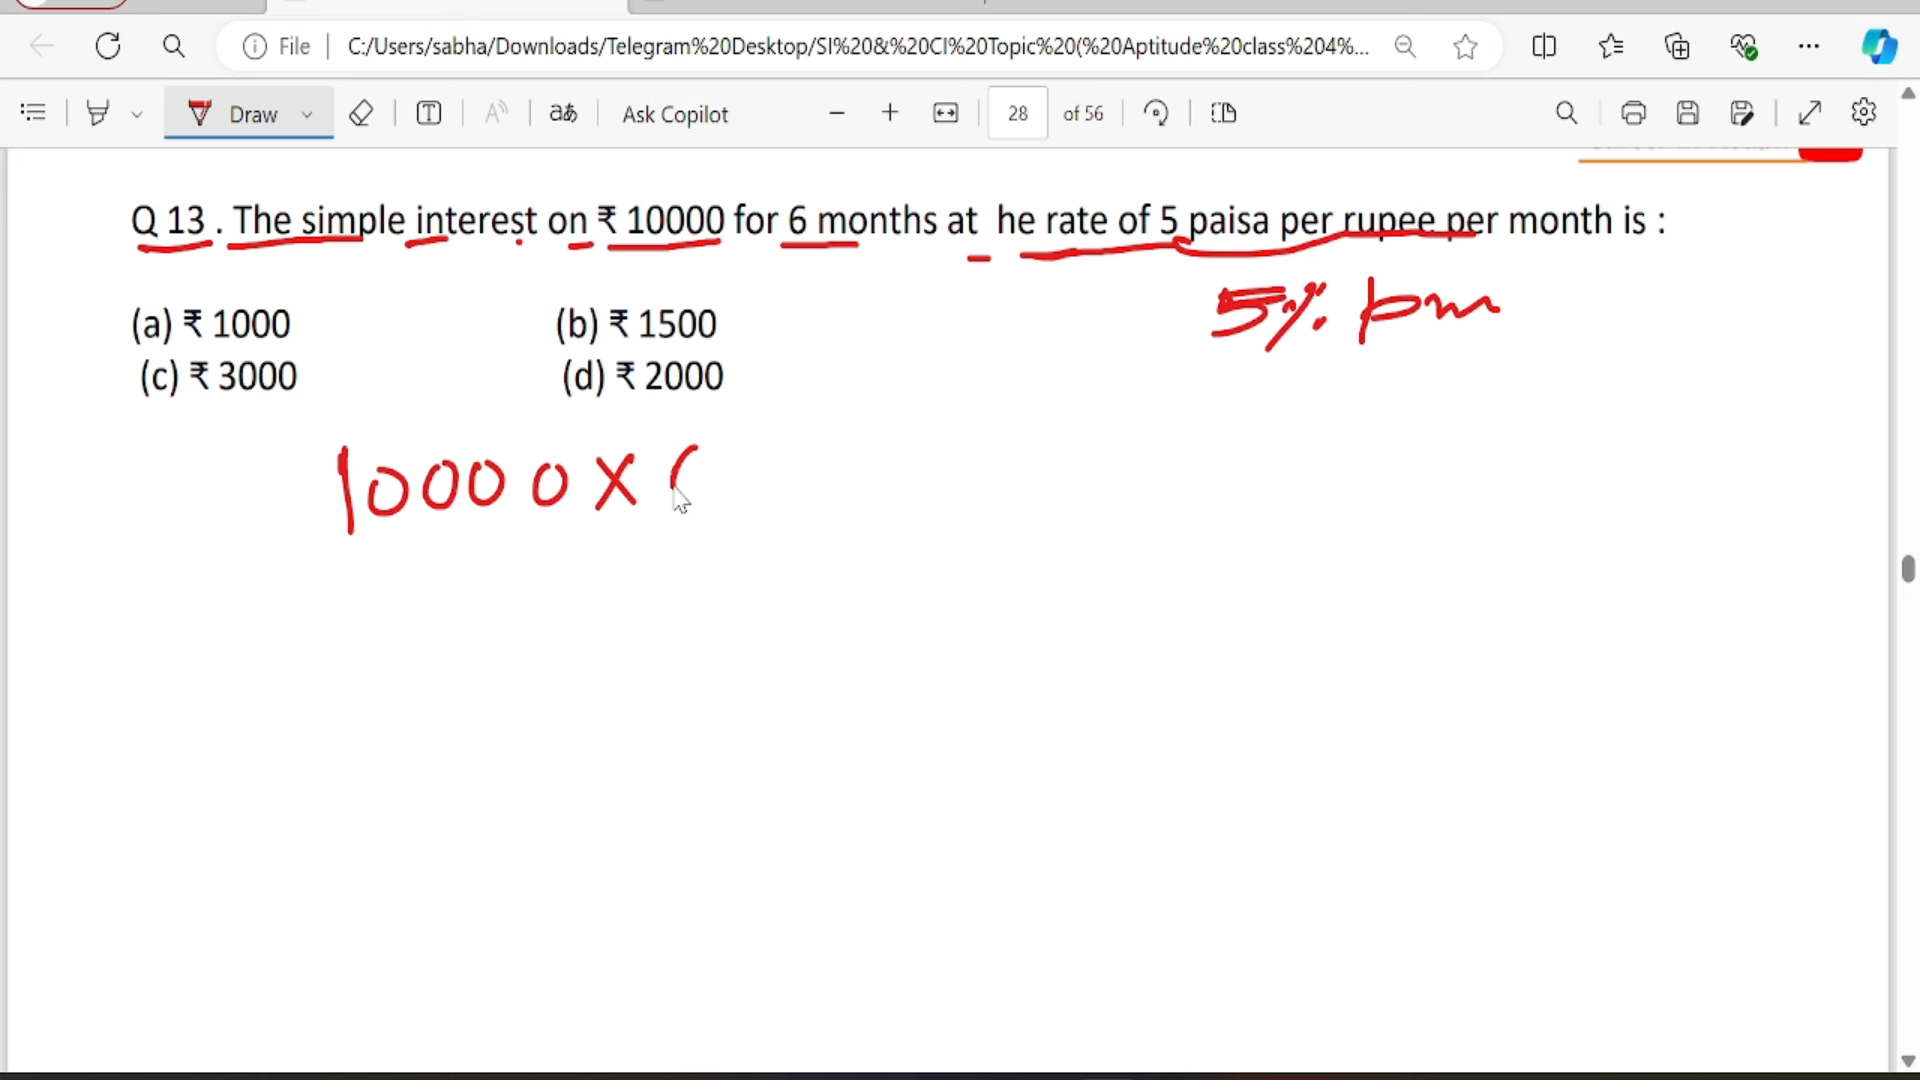 File C:/Users/sabha/Downloads/Telegram%20Desktop/SI%20&%20CI%20Topic%20(%20Aptitude%20class%204%...
Draw Ask Copilot 28 of 56
Q 13 . The simple interest on ₹ 10000 for 6 months at he rate of 5 paisa per rupee per month is :
5% pm
(a) ₹ 1000 (b) ₹ 1500
(c) ₹ 3000 (d) ₹ 2000
10000 X